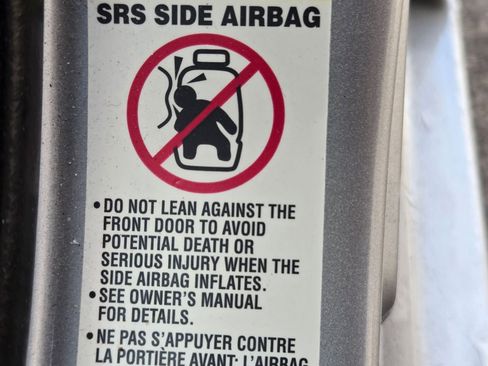 SRS SIDE AIRBAG
• DO NOT LEAN AGAINST THE
FRONT DOOR TO AVOID
POTENTIAL DEATH OR
SERIOUS INJURY WHEN THE
SIDE AIRBAG INFLATES.
• SEE OWNER'S MANUAL
FOR DETAILS.
• NE PAS S'APPUYER CONTRE
LA PORTIÈRE AVANT: L'AIRBAG